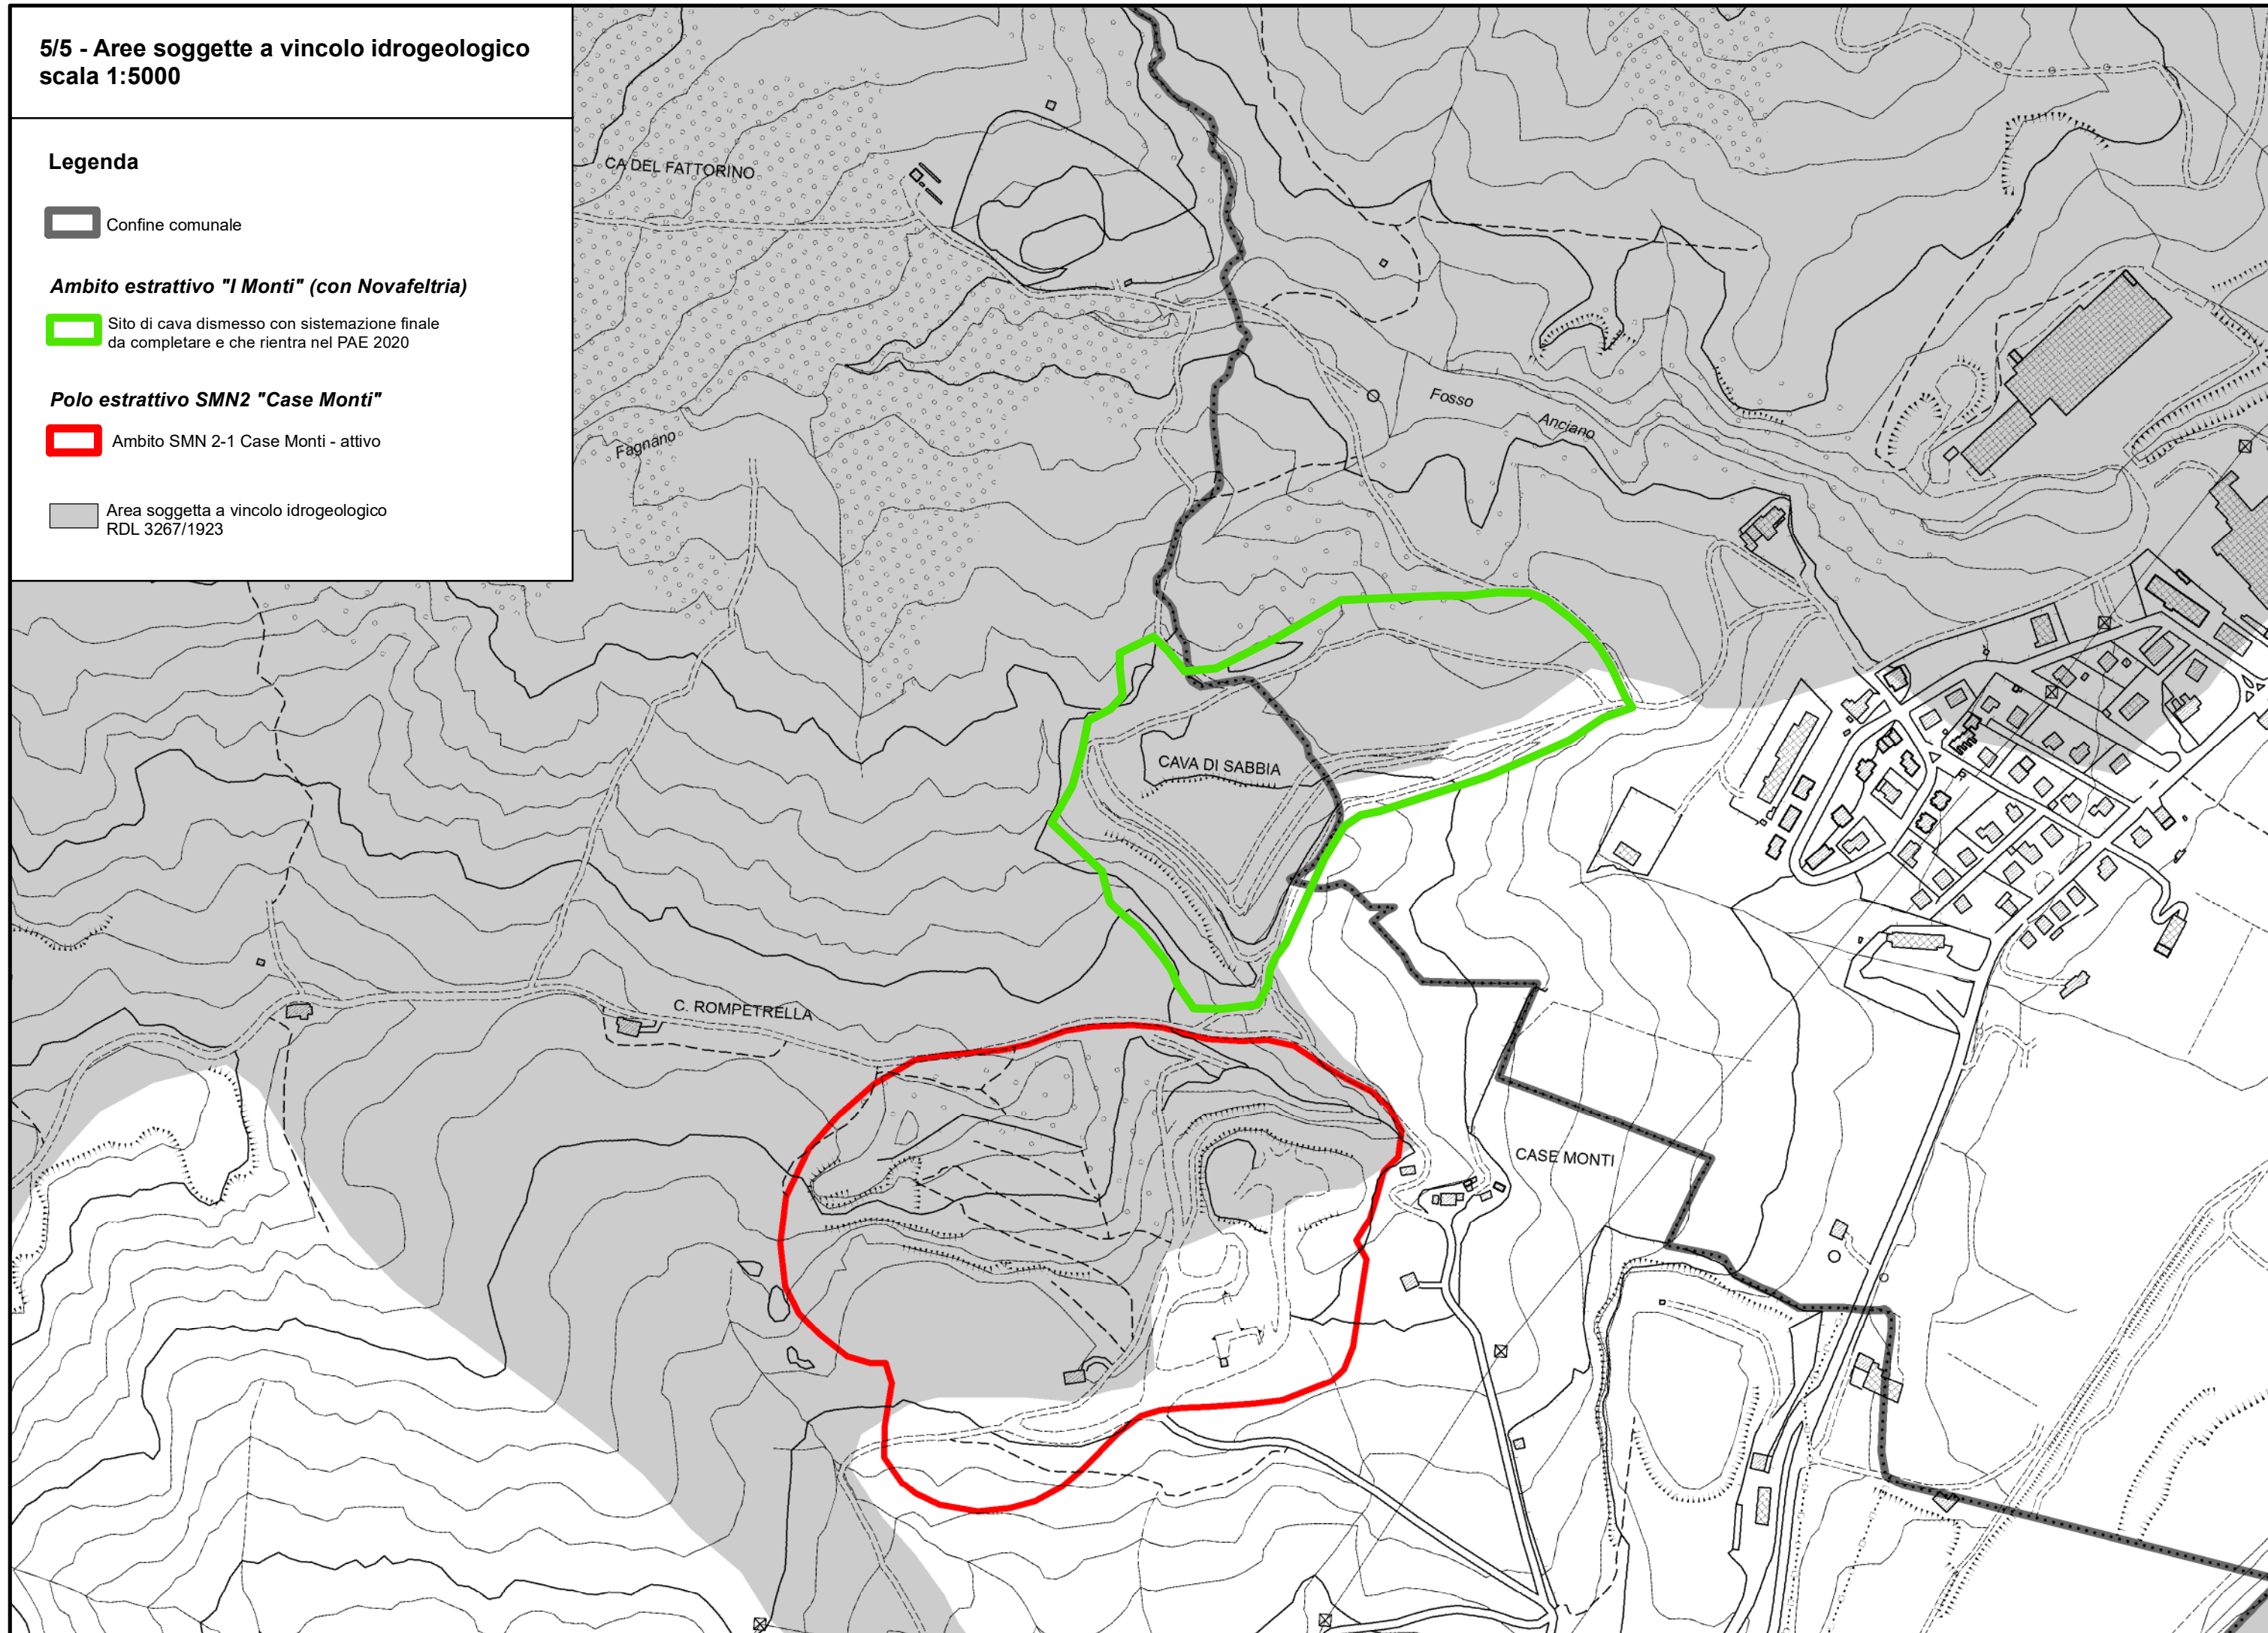 5/5 - Aree soggette a vincolo idrogeologico
scala 1:5000
Legenda
Confine comunale
Ambito estrattivo "I Monti" (con Novafeltria)
Sito di cava dismesso con sistemazione finale
da completare e che rientra nel PAE 2020
Polo estrattivo SMN2 "Case Monti"
Ambito SMN 2-1 Case Monti - attivo
Area soggetta a vincolo idrogeologico
RDL 3267/1923
CA DEL FATTORINO
Fosso
Anciano
Fagnano
CAVA DI SABBIA
C. ROMPETRELLA
CASE MONTI